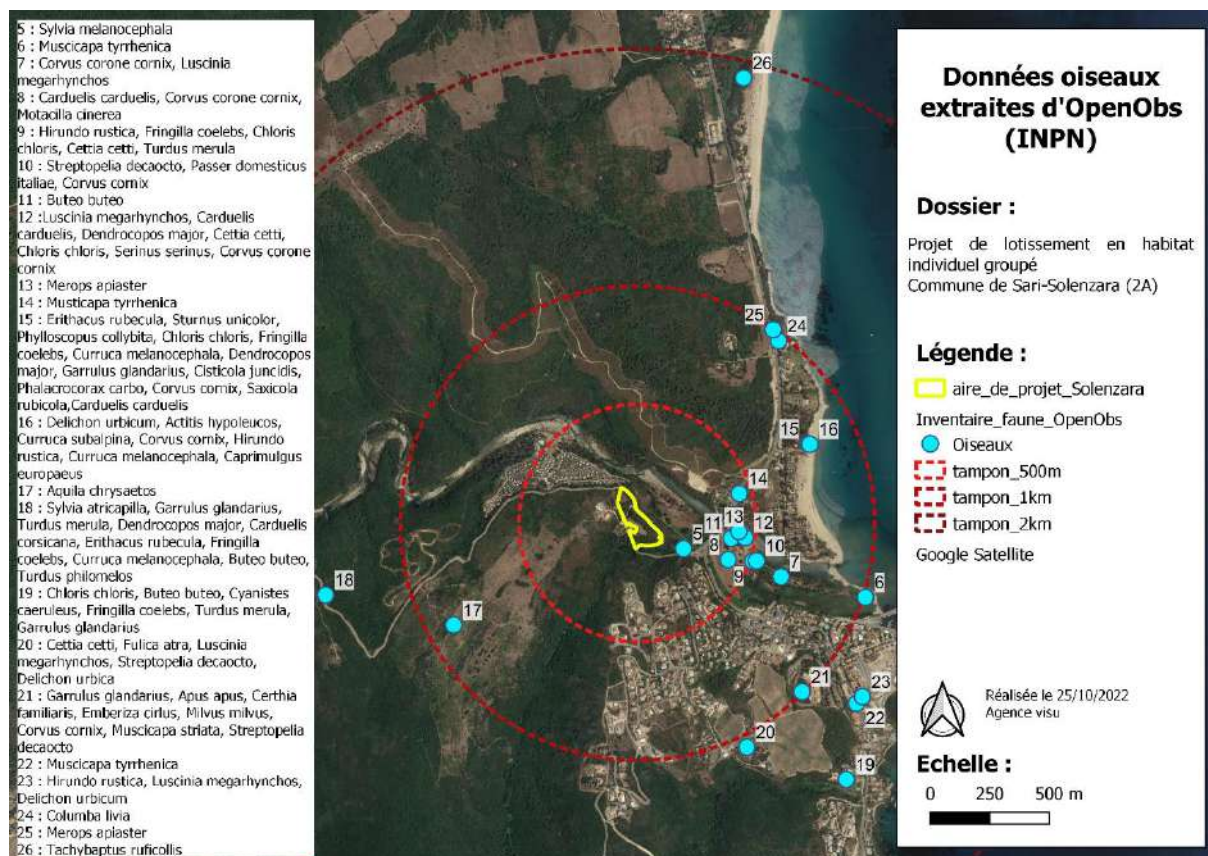 5 : Sylvia melanocephala
6 : Muscicapa tyrrhenica
7 : Corvus corone cornix, Luscinia
megarhynchos
8 : Carduelis carduelis, Corvus corone cornix,
Motacilla cinerea
9 : Hirundo rustica, Fringilla coelebs, Chloris
chloris, Cettia cetti, Turdus merula
10 : Streptopelia decaocto, Passer domesticus
italiae, Corvus cornix
11 : Buteo buteo
12 :Luscinia megarhynchos, Carduelis
carduelis, Dendrocopos major, Cettia cetti,
Chloris chloris, Serinus serinus, Corvus corone
cornix
13 : Merops apiaster
14 : Musticapa tyrrhenica
15 : Erithacus rubecula, Sturnus unicolor,
Phylloscopus collybita, Chloris chloris, Fringilla
coelebs, Curruca melanocephala, Dendrocopos
major, Garrulus glandarius, Cisticola juncidis,
Phalacrocorax carbo, Corvus cornix, Saxicola
rubicola,Carduelis carduelis
16 : Delichon urbicum, Actitis hypoleucos,
Curruca subalpina, Corvus cornix, Hirundo
rustica, Curruca melanocephala, Caprimulgus
europaeus
17 : Aquila chrysaetos
18 : Sylvia atricapilla, Garrulus glandarius,
Turdus merula, Dendrocopos major, Carduelis
corsicana, Erithacus rubecula, Fringilla
coelebs, Curruca melanocephala, Buteo buteo,
Turdus philomelos
19 : Chloris chloris, Buteo buteo, Cyanistes
caeruleus, Fringilla coelebs, Turdus merula,
Garrulus glandarius
20 : Cettia cetti, Fulica atra, Luscinia
megarhynchos, Streptopelia decaocto,
Delichon urbica
21 : Garrulus glandarius, Apus apus, Certhia
familiaris, Emberiza cirlus, Milvus milvus,
Corvus cornix, Muscicapa striata, Streptopelia
decaocto
22 : Muscicapa tyrrhenica
23 : Hirundo rustica, Luscinia megarhynchos,
Delichon urbicum
24 : Columba livia
25 : Merops apiaster
26 : Tachybaptus ruficollis
26
25
24
15
16
14
11
13
12
5
8
10
9
7
6
18
17
21
23
22
20
19
Données oiseaux
extraites d'OpenObs
(INPN)
Dossier :
Projet de lotissement en habitat
individuel groupé
Commune de Sari-Solenzara (2A)
Légende :
aire_de_projet_Solenzara
Inventaire_faune_OpenObs
Oiseaux
tampon_500m
tampon_1km
tampon_2km
Google Satellite
Réalisée le 25/10/2022
Agence visu
Echelle :
0 250 500 m